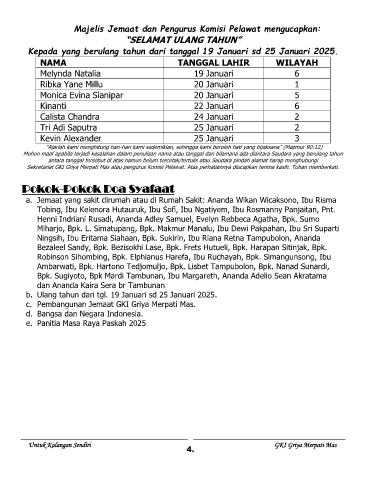 Majelis Jemaat dan Pengurus Komisi Pelawat mengucapkan:
"SELAMAT ULANG TAHUN"
Kepada yang berulang tahun dari tanggal 19 Januari sd 25 Januari 2025.
NAMA TANGGAL LAHIR WILAYAH
Melynda Natalia 19 Januari 6
Ribka Yane Millu 20 Januari 1
Monica Evina Sianipar 20 Januari 5
Kinanti 22 Januari 6
Calista Chandra 24 Januari 2
Tri Adi Saputra 25 Januari 2
Kevin Alexander 25 Januari 3
"Ajarlah kami menghitung hari-hari kami sedemikian, sehingga kami beroleh hati yang bijaksana" (Mazmur 90:12)
Mohon maaf apabila terjadi kesalahan dalam penulisan nama atau tanggal dan bilamana ada diantara Saudara yang berulang tahun
antara tanggal tersebut di atas namun belum tercatat/tertulis atau Saudara pindah alamat harap menghubungi
Sekretariat GKI Griya Merpati Mas atau pengurus Komisi Pelawat. Atas perhatiannya diucapkan terima kasih. Tuhan memberkati.
Pokok-Pokok Doa Syafaat
a. Jemaat yang sakit dirumah atau di Rumah Sakit: Ananda Wikan Wicaksono, Ibu Risma
Tobing, Ibu Kelenora Hutauruk, Ibu Sofi, Ibu Ngatiyem, Ibu Rosmanny Panjaitan, Pnt.
Henni Indriani Rusadi, Ananda Adley Samuel, Evelyn Rebbeca Agatha, Bpk. Sumo
Miharjo, Bpk. L. Simatupang, Bpk. Makmur Manalu, Ibu Dewi Pakpahan, Ibu Sri Suparti
Ningsih, Ibu Eritama Siahaan, Bpk. Sukirin, Ibu Riana Retna Tampubolon, Ananda
Bezaleel Sandy, Bpk. Bezisokhi Lase, Bpk. Frets Hutueli, Bpk. Harapan Sitinjak, Bpk.
Robinson Sihombing, Bpk. Elphianus Harefa, Ibu Ruchayah, Bpk. Simangungsong, Ibu
Ambarwati, Bpk. Hartono Tedjomuljo, Bpk. Lisbet Tampubolon, Bpk. Nanad Sunardi,
Bpk. Sugiyoto, Bpk Mardi Tambunan, Ibu Margareth, Ananda Adelio Sean Akratama
dan Ananda Kaira Sera br Tambunan
b. Ulang tahun dari tgl. 19 Januari sd 25 Januari 2025.
c. Pembangunan Jemaat GKI Griya Merpati Mas.
d. Bangsa dan Negara Indonesia.
e. Panitia Masa Raya Paskah 2025
Untuk Kalangan Sendiri
4.
GKI Griya Merpati Mas